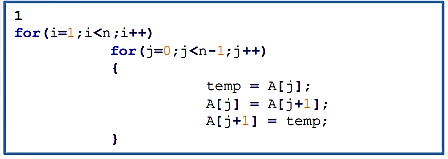 1
for(i=1;i<n;i++)
for(j=0;j<n-1;j++)
{
temp = A[j];
A[j] = A[j+1];
A[j+1] = temp;
}